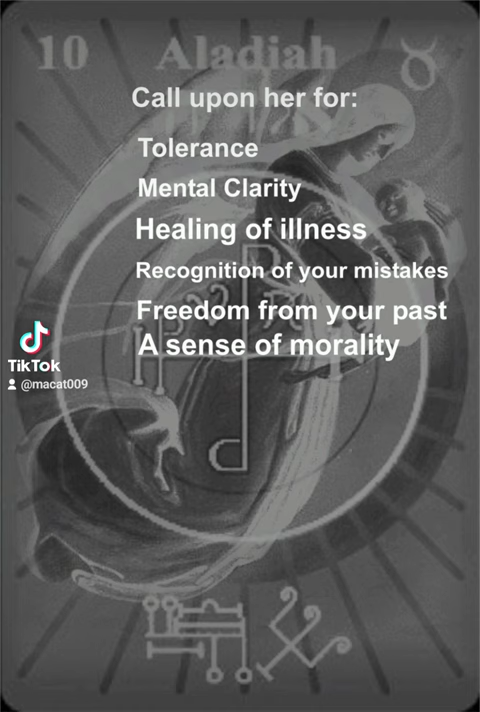 10 Aladiah ♉
Call upon her for:
Tolerance
Mental Clarity
Healing of illness
Recognition of your mistakes
Freedom from your past
A sense of morality
TikTok
@macat009